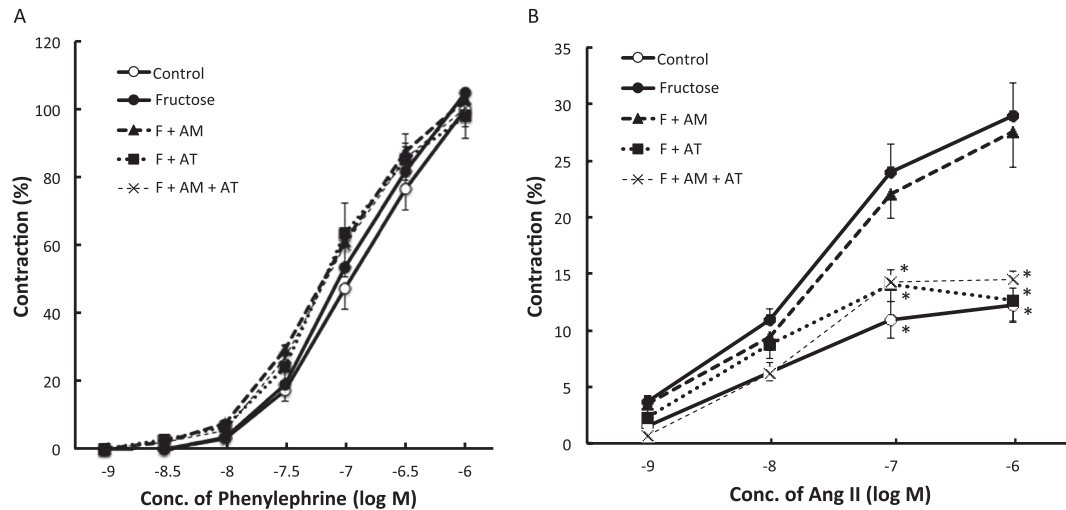 A
120
100
80
60
40
20
0
Control
Fructose
F + AM
F + AT
F + AM + AT
-9 -8.5 -8 -7.5 -7 -6.5 -6
Contraction (%)
Conc. of Phenylephrine (log M)
B
35
30
25
20
15
10
5
0
Control
Fructose
F + AM
F + AT
F + AM + AT
*
*
*
*
*
*
-9 -8 -7 -6
Contraction (%)
Conc. of Ang II (log M)